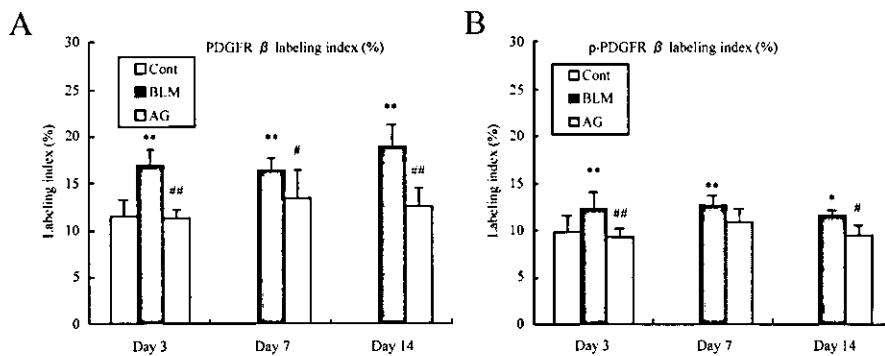 A
PDGFR β labeling index (%)
30
25
20
15
10
5
0
Labeling index (%)
Cont
BLM
AG
**
##
**
#
**
##
Day 3
Day 7
Day 14
B
p-PDGFR β labeling index (%)
30
25
20
15
10
5
0
Labeling index (%)
Cont
BLM
AG
**
##
**
*
#
Day 3
Day 7
Day 14